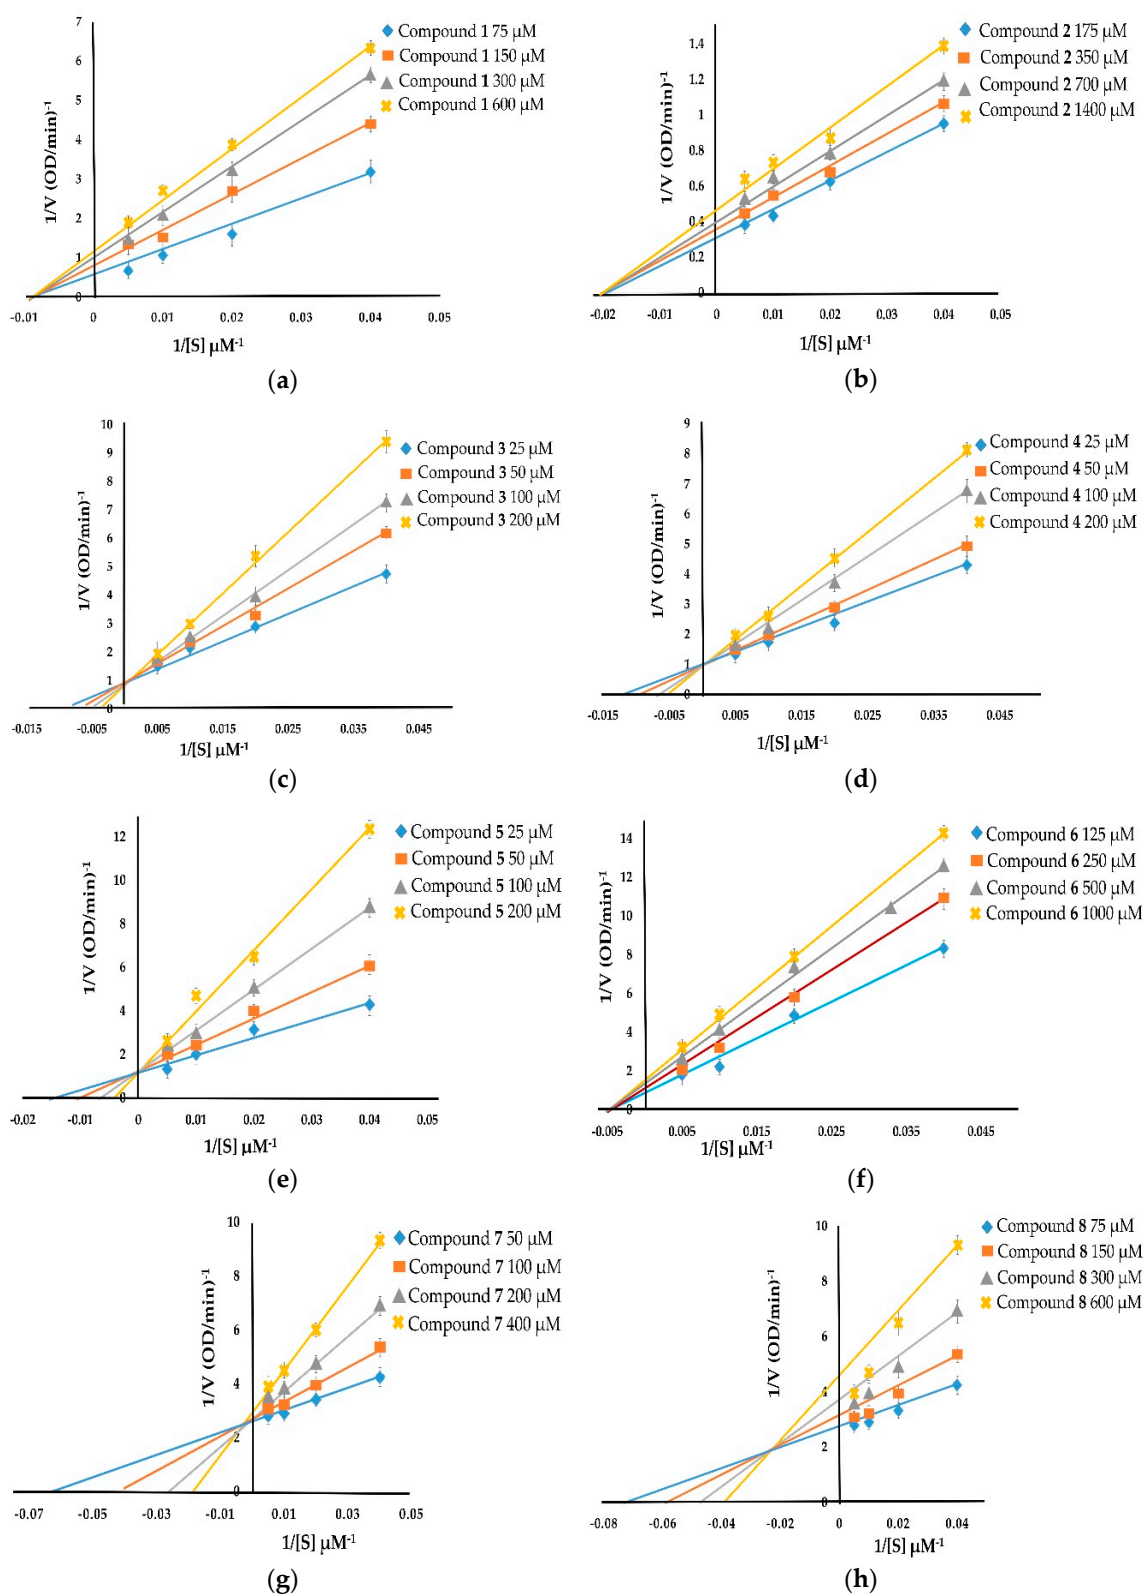 7
6
5
4
3
2
1
0
1/V (OD/min)-1
-0.01 0 0.01 0.02 0.03 0.04 0.05
1/[S] µM-1
Compound 1 75 µM
Compound 1 150 µM
Compound 1 300 µM
Compound 1 600 µM
(a)
1.4
1.2
1.0
0.8
0.6
0.4
0.2
0
1/V (OD/min)-1
-0.02 -0.01 0 0.01 0.02 0.03 0.04 0.05
1/[S] µM-1
Compound 2 175 µM
Compound 2 350 µM
Compound 2 700 µM
Compound 2 1400 µM
(b)
10
9
8
7
6
5
4
3
2
1
0
1/V (OD/min)-1
-0.015 -0.005 0.005 0.015 0.025 0.035 0.045
1/[S] µM-1
Compound 3 25 µM
Compound 3 50 µM
Compound 3 100 µM
Compound 3 200 µM
(c)
9
8
7
6
5
4
3
2
1
0
1/V (OD/min)-1
-0.015 -0.005 0.005 0.015 0.025 0.035 0.045
1/[S] µM-1
Compound 4 25 µM
Compound 4 50 µM
Compound 4 100 µM
Compound 4 200 µM
(d)
12
10
8
6
4
2
0
1/V (OD/min)-1
-0.02 -0.01 0 0.01 0.02 0.03 0.04 0.05
1/[S] µM-1
Compound 5 25 µM
Compound 5 50 µM
Compound 5 100 µM
Compound 5 200 µM
(e)
14
12
10
8
6
4
2
0
1/V (OD/min)-1
-0.005 0.005 0.015 0.025 0.035 0.045
1/[S] µM-1
Compound 6 125 µM
Compound 6 250 µM
Compound 6 500 µM
Compound 6 1000 µM
(f)
10
8
6
4
2
0
1/V (OD/min)-1
-0.07 -0.05 -0.03 -0.01 0.01 0.03 0.05
1/[S] µM-1
Compound 7 50 µM
Compound 7 100 µM
Compound 7 200 µM
Compound 7 400 µM
(g)
10
8
6
4
2
0
1/V (OD/min)-1
-0.08 -0.06 -0.04 -0.02 0 0.02 0.04
1/[S] µM-1
Compound 8 75 µM
Compound 8 150 µM
Compound 8 300 µM
Compound 8 600 µM
(h)